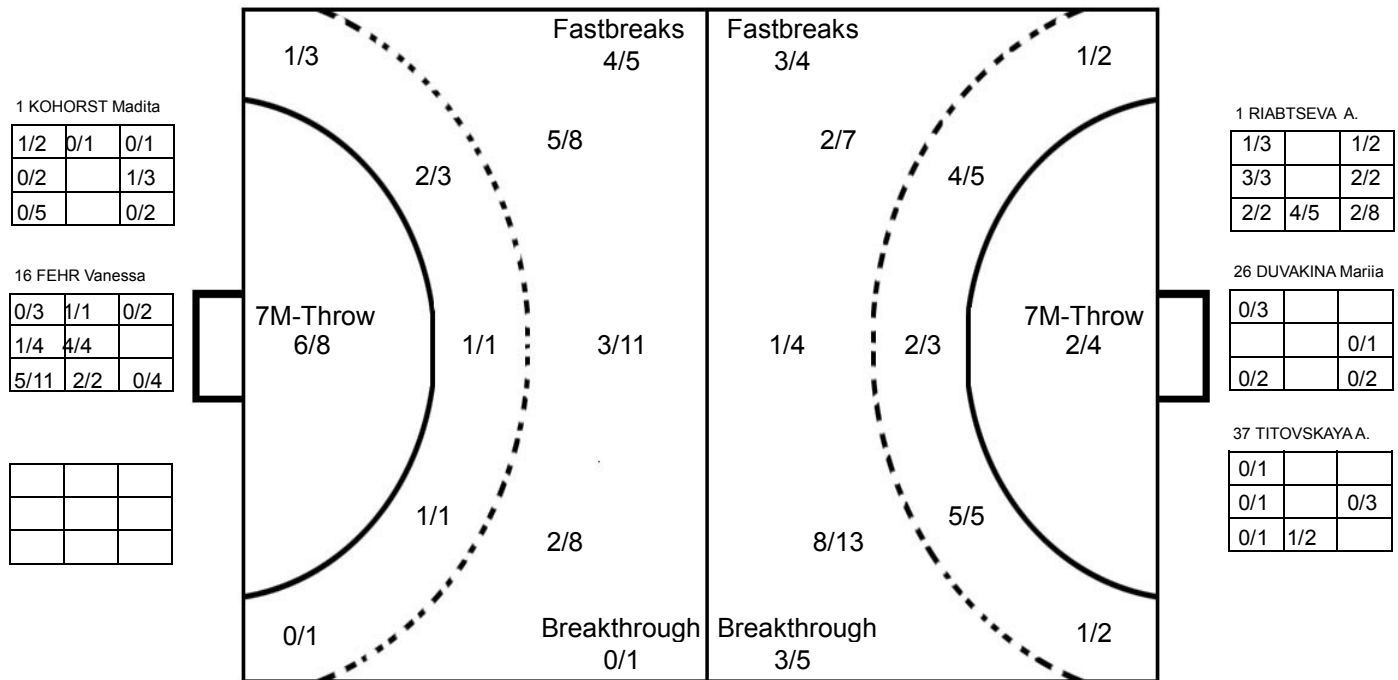 Fastbreaks Fastbreaks
4/5 3/4
1/3 1/2
1 KOHORST Madita
1/2 0/1 0/1
0/2 1/3
0/5 0/2
5/8 2/7
1 RIABTSEVA A.
1/3 1/2
3/3 2/2
2/2 4/5 2/8
2/3 4/5
16 FEHR Vanessa
0/3 1/1 0/2
1/4 4/4
5/11 2/2 0/4
7M-Throw
6/8
1/1 3/11 1/4 2/3
7M-Throw
2/4
26 DUVAKINA Mariia
0/3
0/1
0/2 0/2
37 TITOVSKAYA A.
0/1
0/1 0/3
0/1 1/2
1/1 5/5
2/8 8/13
0/1 1/2
Breakthrough Breakthrough
0/1 3/5